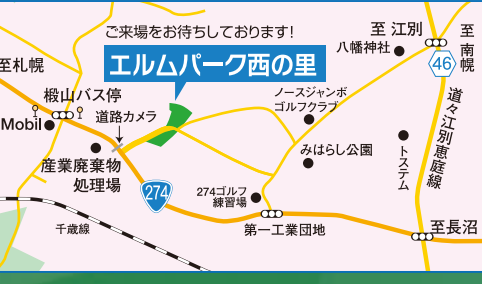 ご来場をお待ちしております!
エルムパーク西の里
至札幌
椴山バス停
Mobil
道路カメラ
産業廃棄物
処理場
274
千歳線
274ゴルフ
練習場
第一工業団地
ノースジャンボ
ゴルフクラブ
みはらし公園
八幡神社
至 江別
至 南幌
46
道々江別恵庭線
トステム
至長沼